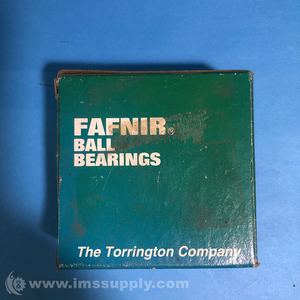 FAFNIR®
BALL
BEARINGS
The Torrington Company
www.imssupply.com